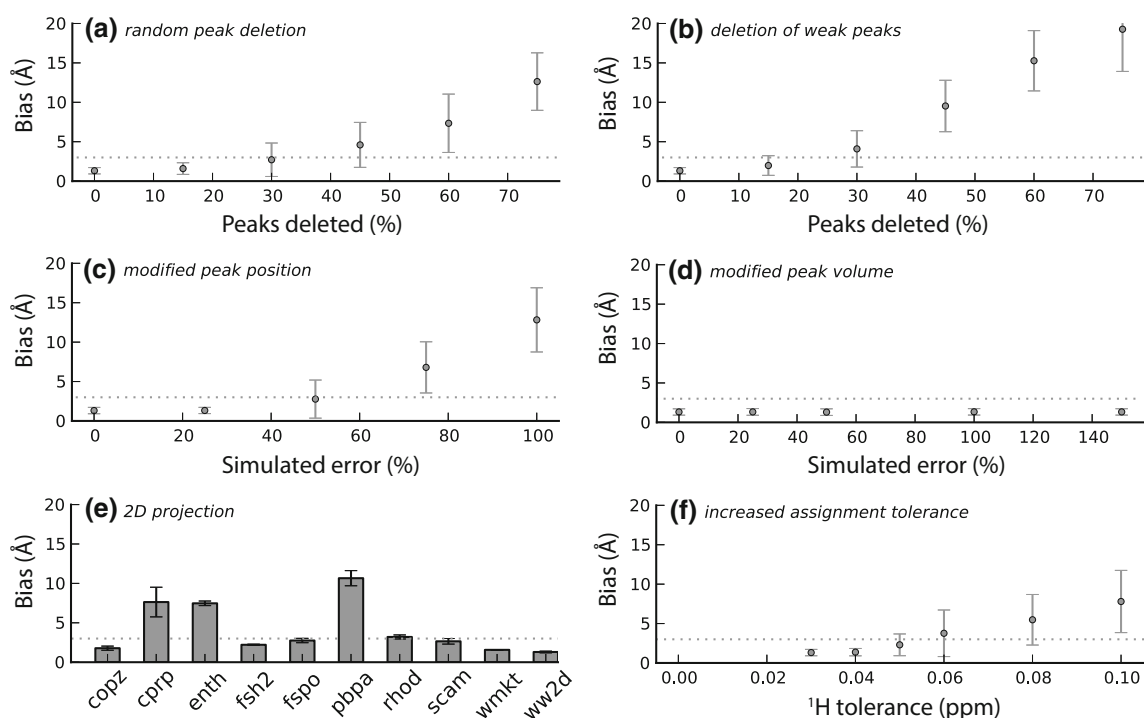 (a) random peak deletion
20
15
10
5
0
Bias (Å)
0 10 20 30 40 50 60 70
Peaks deleted (%)
(b) deletion of weak peaks
20
15
10
5
0
Bias (Å)
0 10 20 30 40 50 60 70
Peaks deleted (%)
(c) modified peak position
20
15
10
5
0
Bias (Å)
0 20 40 60 80 100
Simulated error (%)
(d) modified peak volume
20
15
10
5
0
Bias (Å)
0 20 40 60 80 100 120 140
Simulated error (%)
(e) 2D projection
20
15
10
5
0
Bias (Å)
copz cprp enth fsh2 fspo pbpa rhod scam wmkt ww2d
(f) increased assignment tolerance
20
15
10
5
0
Bias (Å)
0.00 0.02 0.04 0.06 0.08 0.10
¹H tolerance (ppm)